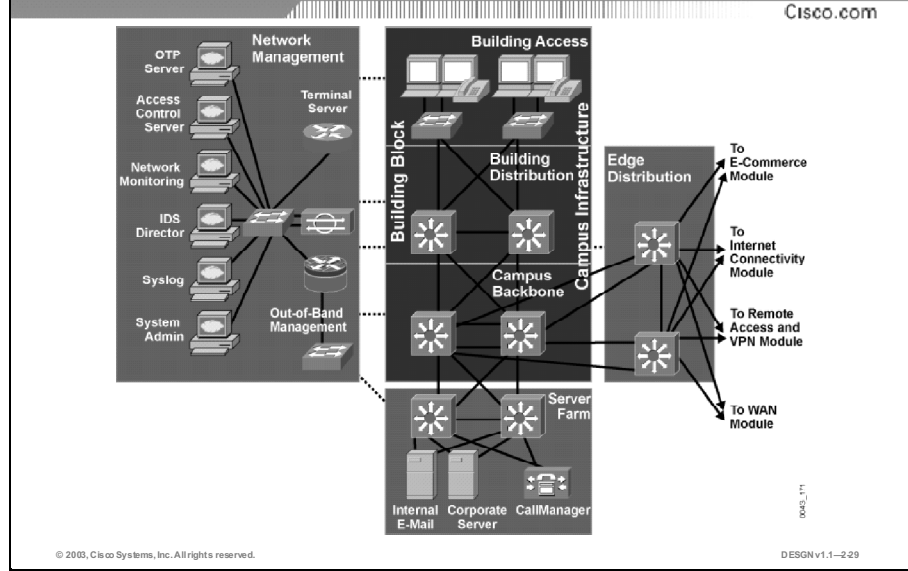 Cisco.com
Network
Management
OTP
Server
Access
Control
Server
Network
Monitoring
IDS
Director
Syslog
System
Admin
Terminal
Server
Out-of-Band
Management
Building Access
Building Block
Building
Distribution
Campus Infrastructure
Campus
Backbone
Edge
Distribution
Server
Farm
Internal
E-Mail
Corporate
Server
CallManager
To
E-Commerce
Module
To
Internet
Connectivity
Module
To Remote
Access and
VPN Module
To WAN
Module
0043_171
© 2003, Cisco Systems, Inc. All rights reserved.
DESGN v1.1—2-29